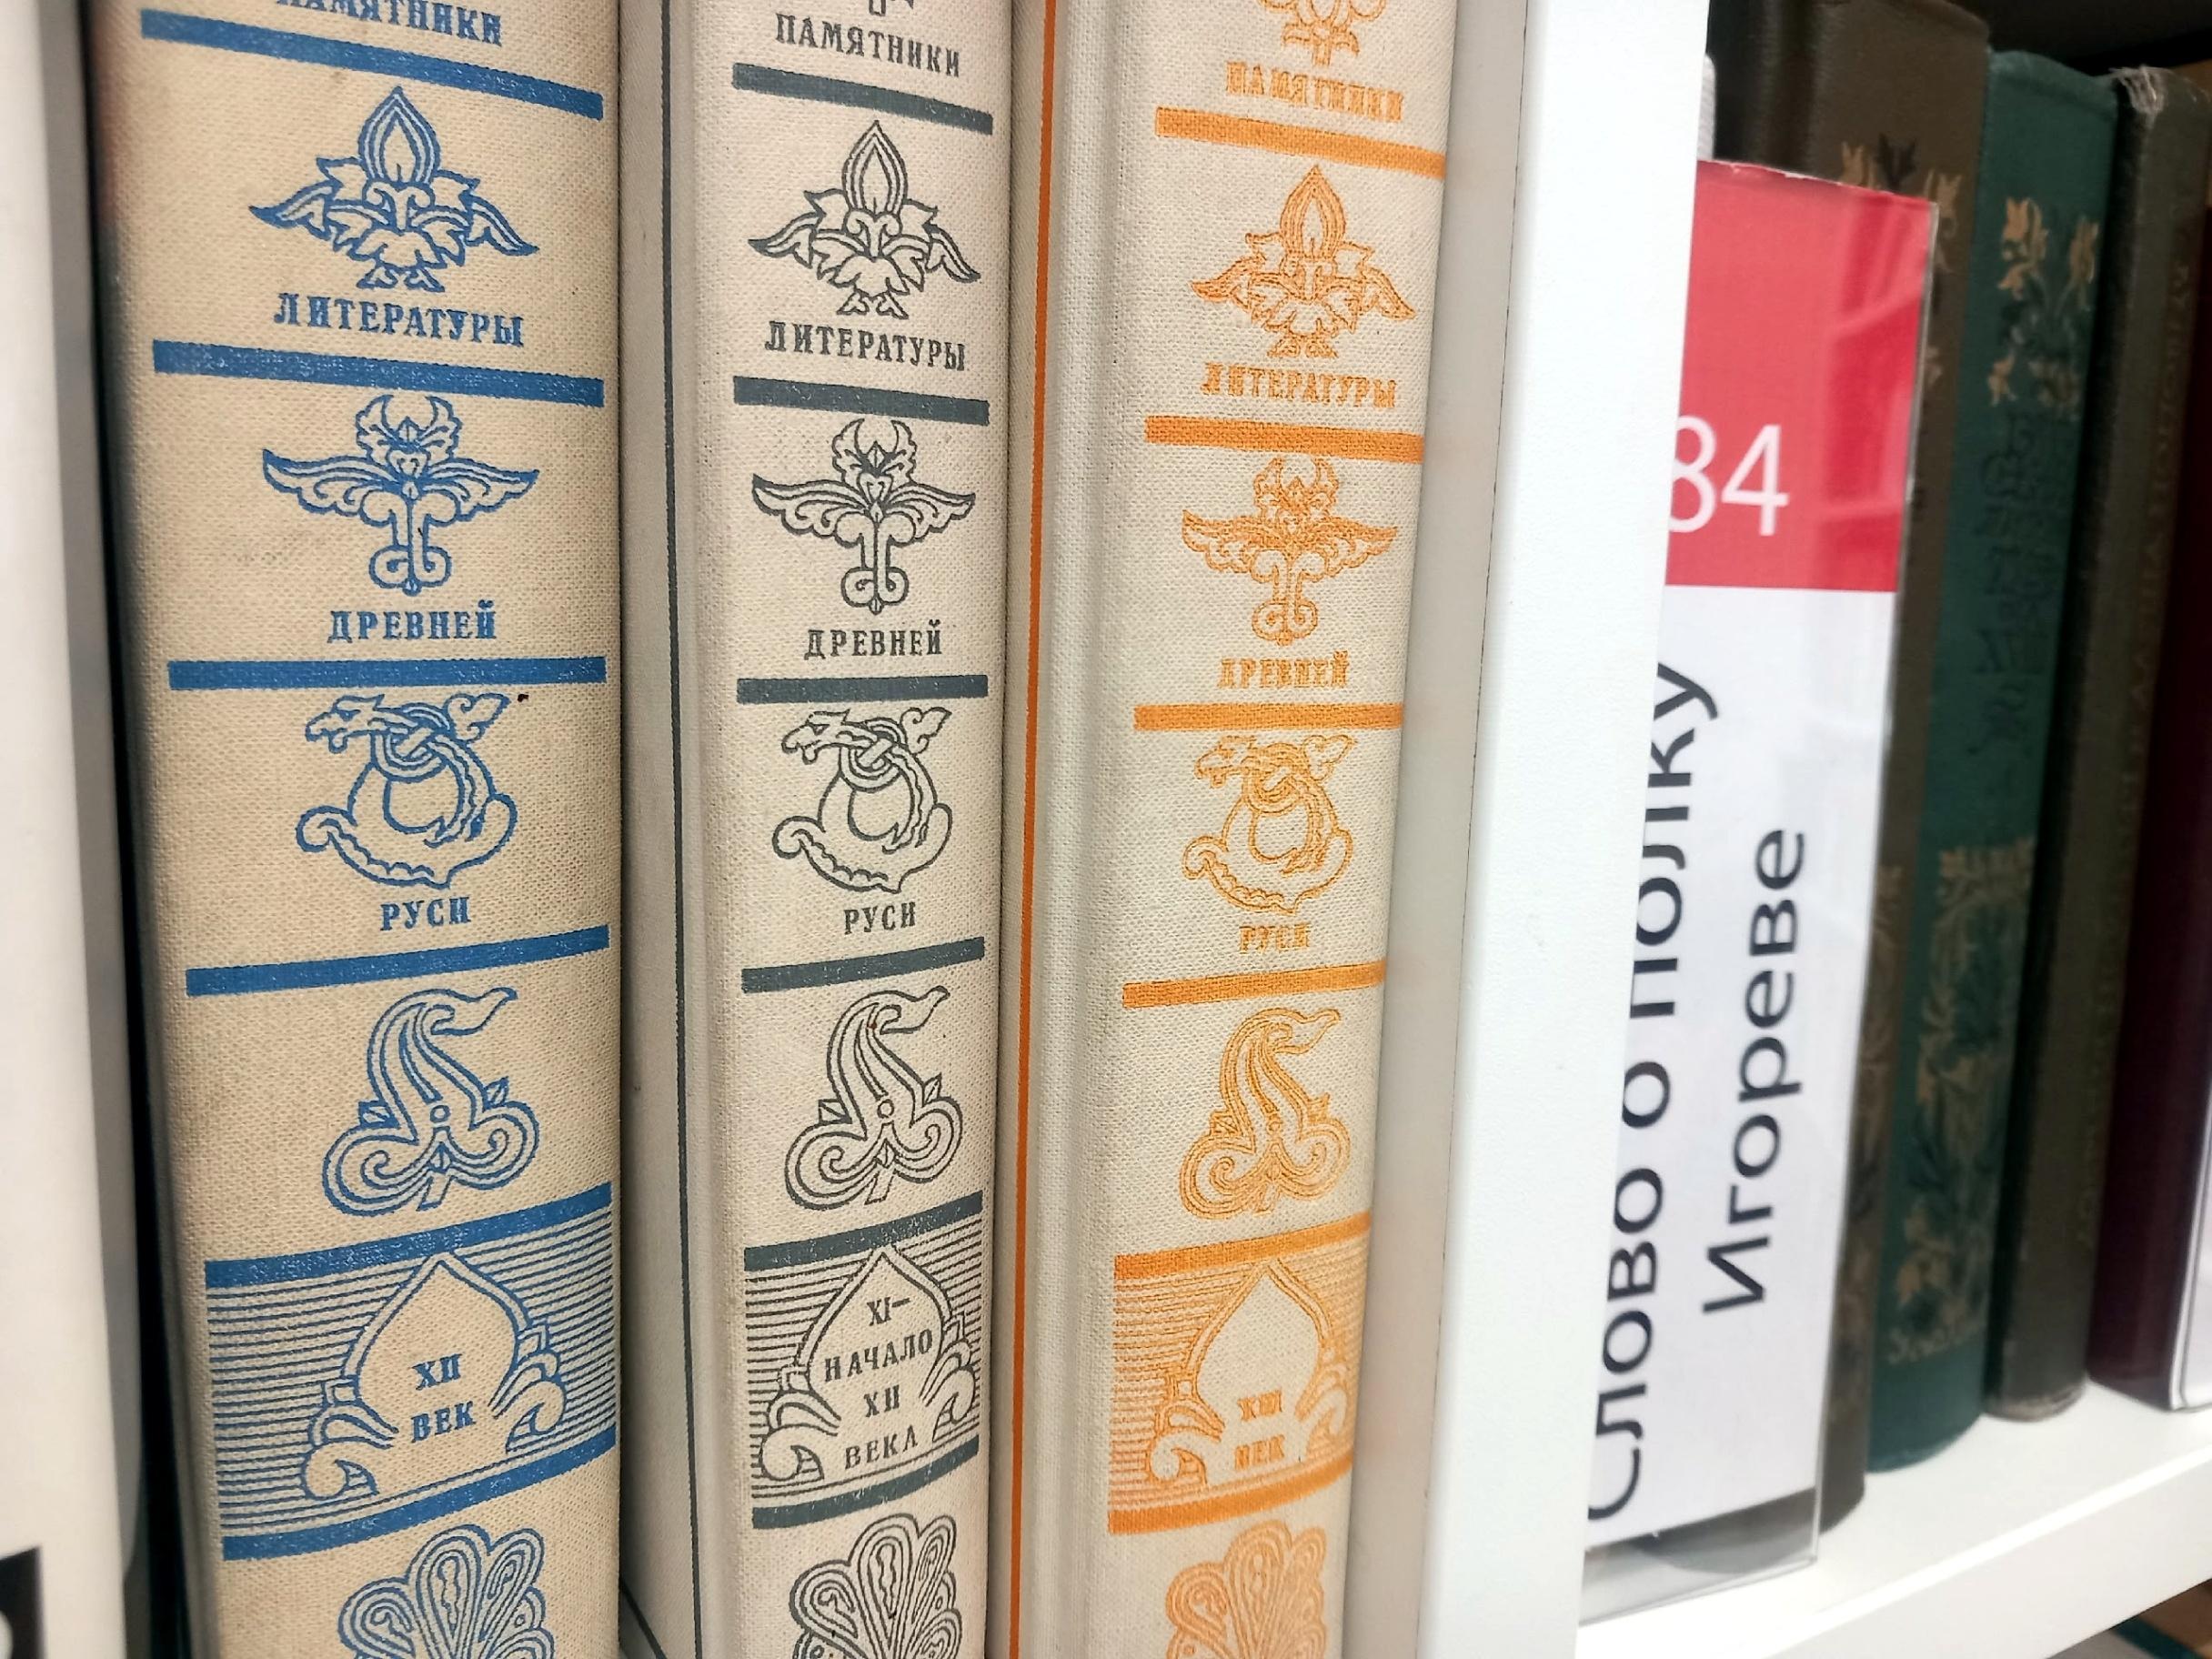 ПАМЯТНИКИ
ЛИТЕРАТУРЫ
ДРЕВНЕЙ
РУСИ
XII
ВЕК
ПАМЯТНИКИ
ЛИТЕРАТУРЫ
ДРЕВНЕЙ
РУСИ
XI—
НАЧАЛО
XII
ВЕКА
ПАМЯТНИКИ
ЛИТЕРАТУРЫ
ДРЕВНЕЙ
РУСИ
XIII
ВЕК
84
Слово о полку
Игореве